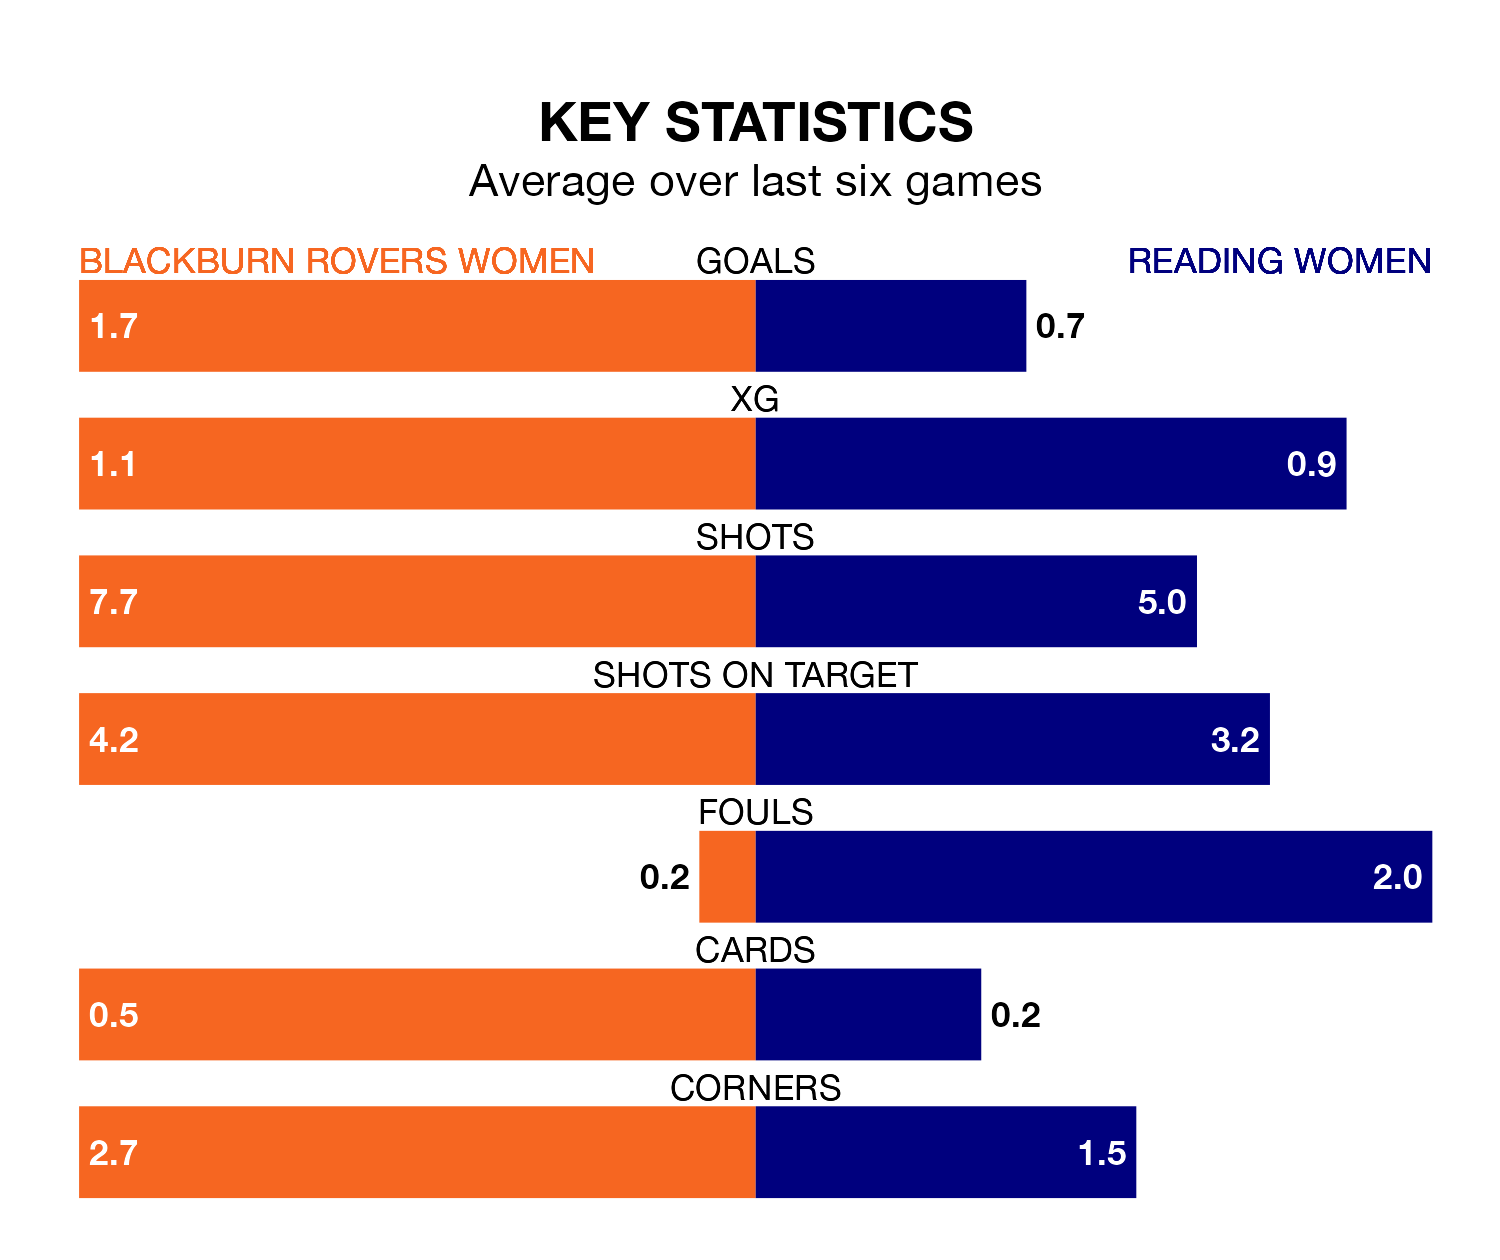 KEY STATISTICS
Average over last six games
BLACKBURN ROVERS WOMEN GOALS READING WOMEN
1.7 0.7
XG
1.1 0.9
SHOTS
7.7 5.0
SHOTS ON TARGET
4.2 3.2
FOULS
0.2 2.0
CARDS
0.5 0.2
CORNERS
2.7 1.5